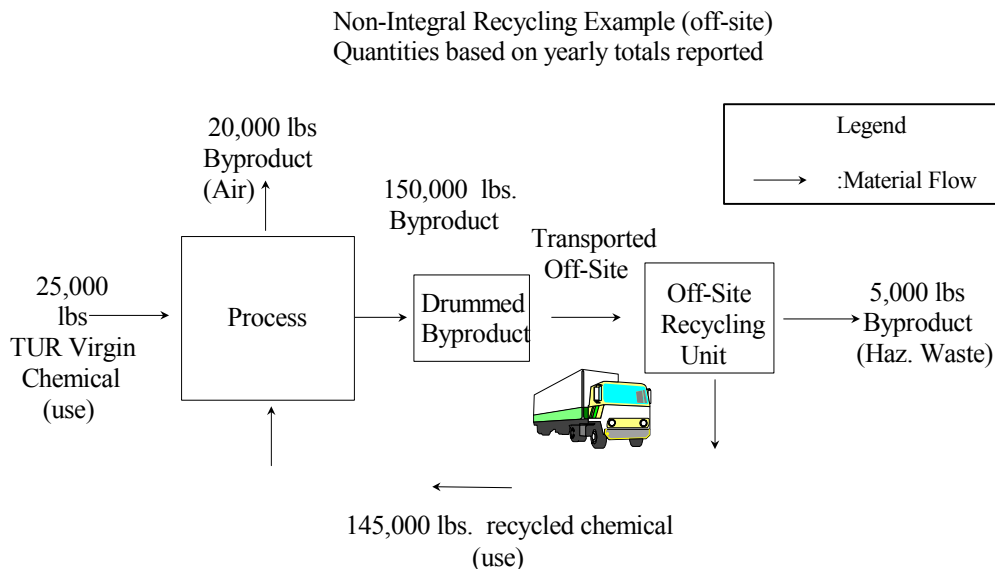 Non-Integral Recycling Example (off-site)
Quantities based on yearly totals reported
20,000 lbs
Byproduct
(Air)
Legend
:Material Flow
150,000  lbs.
Byproduct
Transported
Off-Site
25,000
lbs
TUR Virgin
Chemical
(use)
Process
Drummed
Byproduct
Off-Site
Recycling
Unit
5,000 lbs
Byproduct
(Haz. Waste)
145,000 lbs.  recycled chemical
(use)